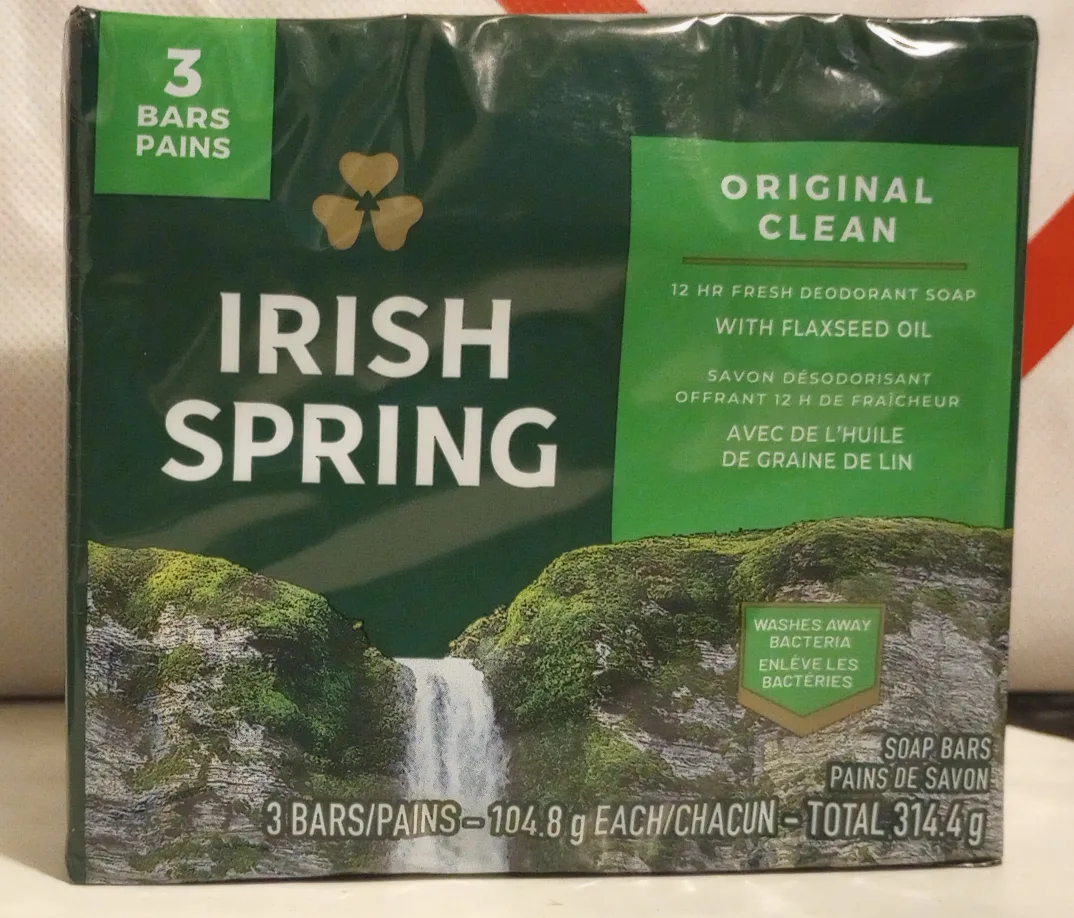 3
BARS
PAINS
IRISH
SPRING
ORIGINAL
CLEAN
12 HR FRESH DEODORANT SOAP
WITH FLAXSEED OIL
SAVON DÉSODORISANT
OFFRANT 12 H DE FRAÎCHEUR
AVEC DE L'HUILE
DE GRAINE DE LIN
WASHES AWAY
BACTERIA
ENLÈVE LES
BACTÉRIES
SOAP BARS
PAINS DE SAVON
3 BARS/PAINS – 104.8 g EACH/CHACUN – TOTAL 314.4 g